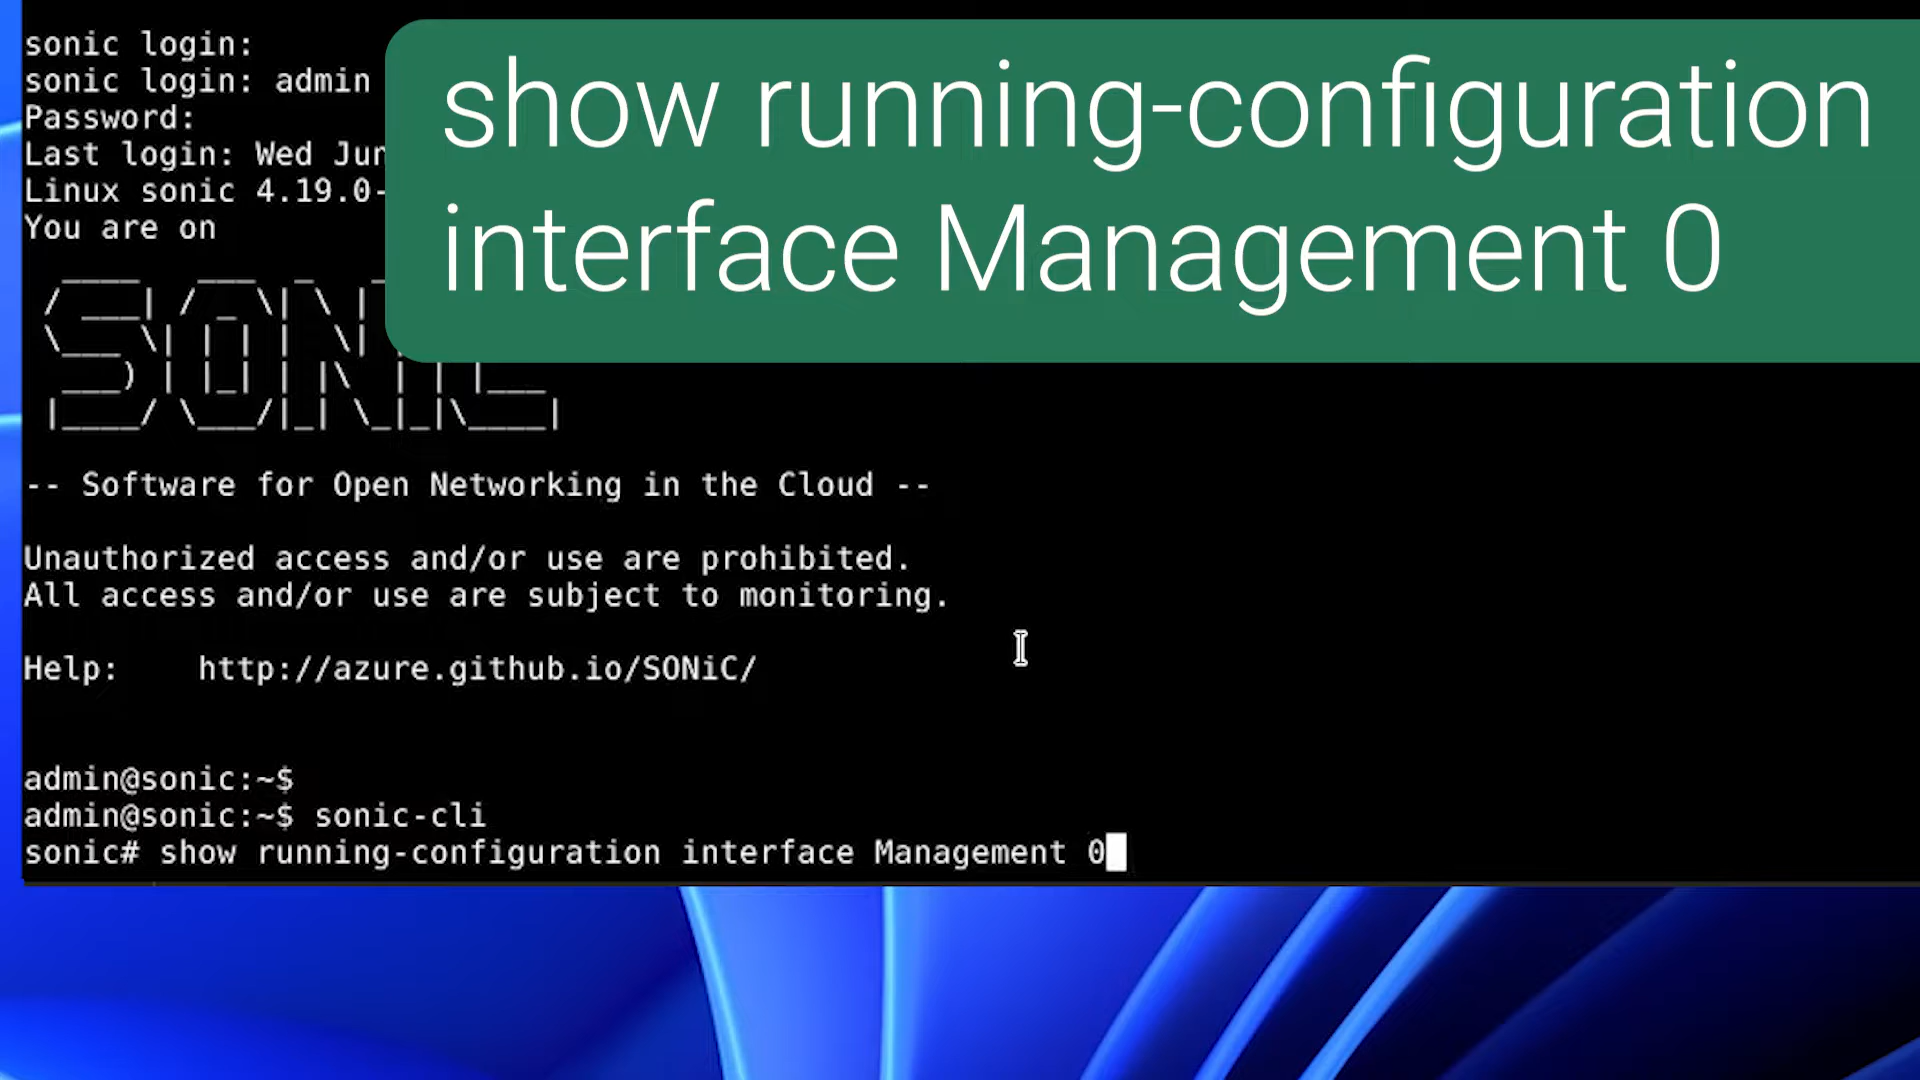 sonic login:
sonic login: admin
Password:
Last login: Wed Jun
Linux sonic 4.19.0-
You are on
show running-configuration
interface Management 0
SONiC
-- Software for Open Networking in the Cloud --
Unauthorized access and/or use are prohibited.
All access and/or use are subject to monitoring.
Help: http://azure.github.io/SONiC/
admin@sonic:~$
admin@sonic:~$ sonic-cli
sonic# show running-configuration interface Management 0